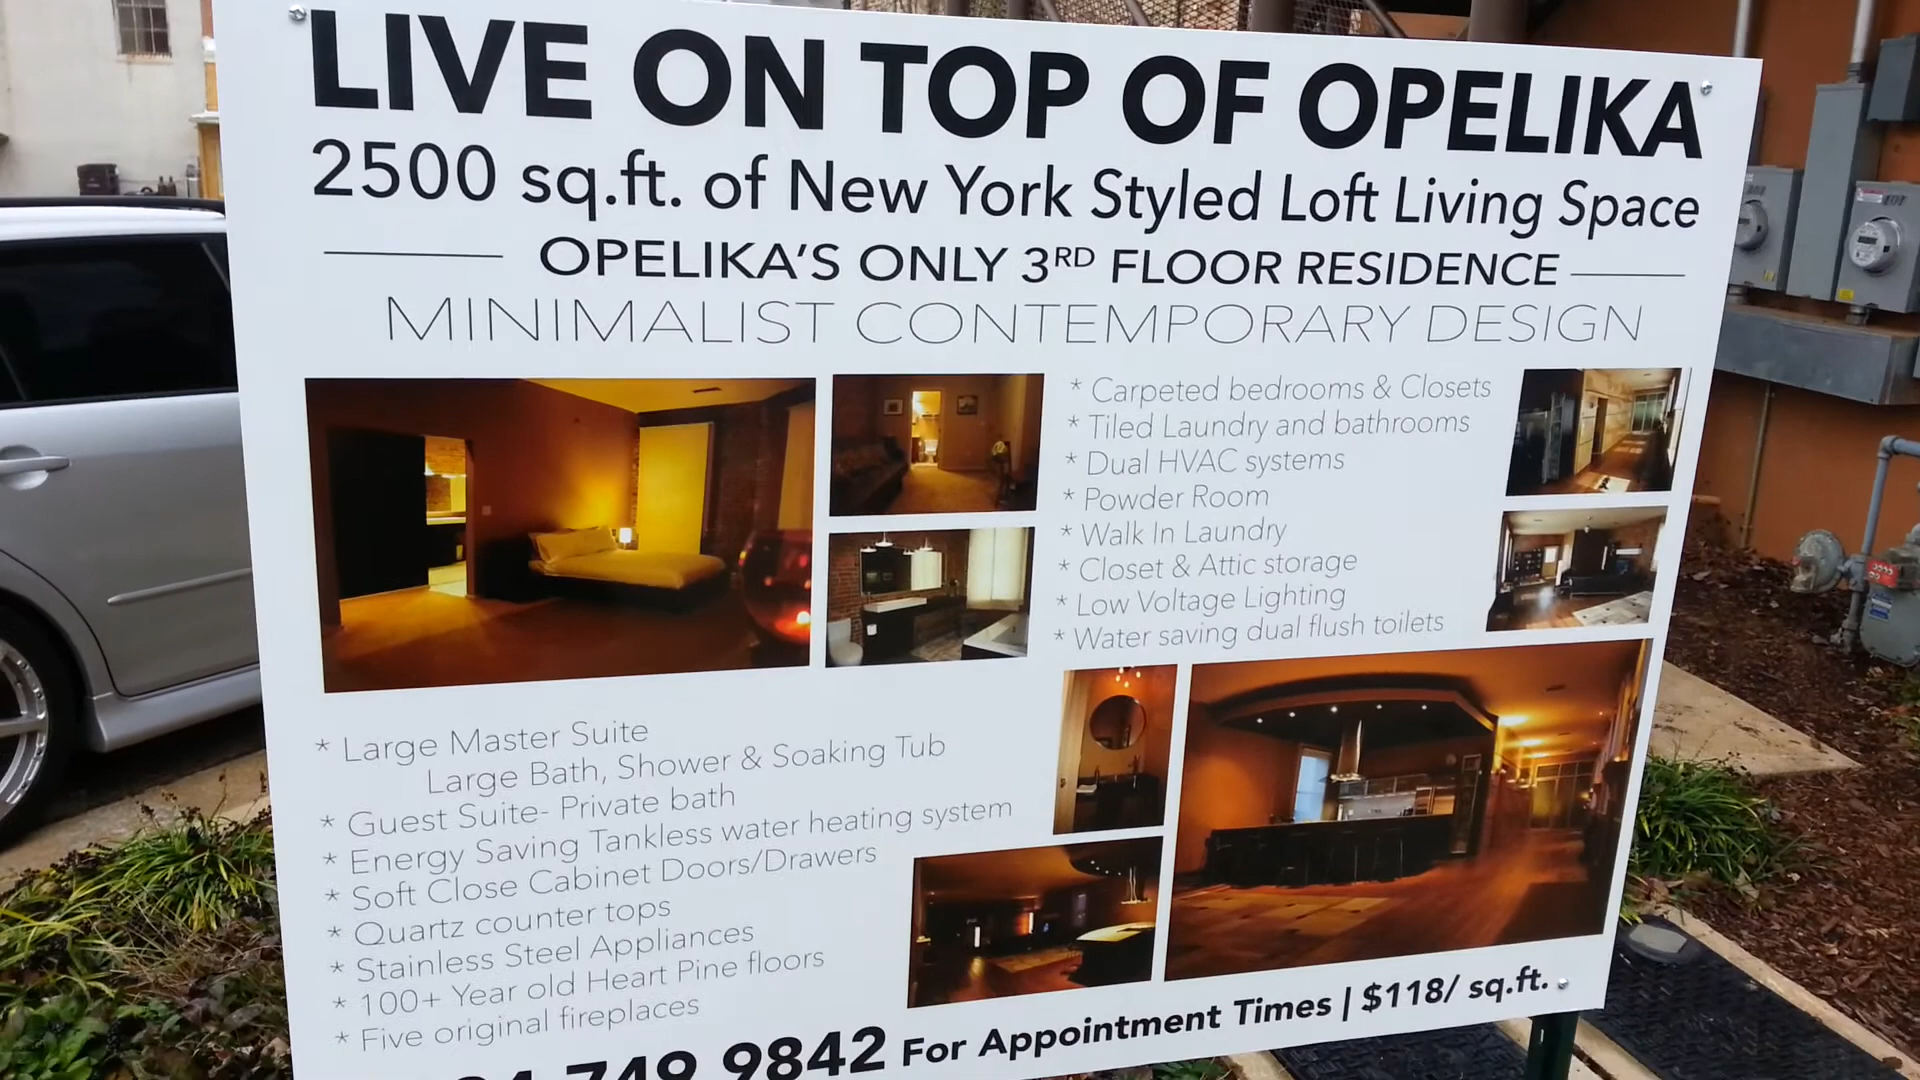 LIVE ON TOP OF OPELIKA
2500 sq.ft. of New York Styled Loft Living Space
OPELIKA'S ONLY 3RD FLOOR RESIDENCE
MINIMALIST CONTEMPORARY DESIGN
* Carpeted bedrooms & Closets
* Tiled Laundry and bathrooms
* Dual HVAC systems
* Powder Room
* Walk In Laundry
* Closet & Attic storage
* Low Voltage Lighting
* Water saving dual flush toilets
* Large Master Suite
Large Bath, Shower & Soaking Tub
* Guest Suite- Private bath
* Energy Saving Tankless water heating system
* Soft Close Cabinet Doors/Drawers
* Quartz counter tops
* Stainless Steel Appliances
* 100+ Year old Heart Pine floors
* Five original fireplaces
749 9842 For Appointment Times | $118/ sq.ft.